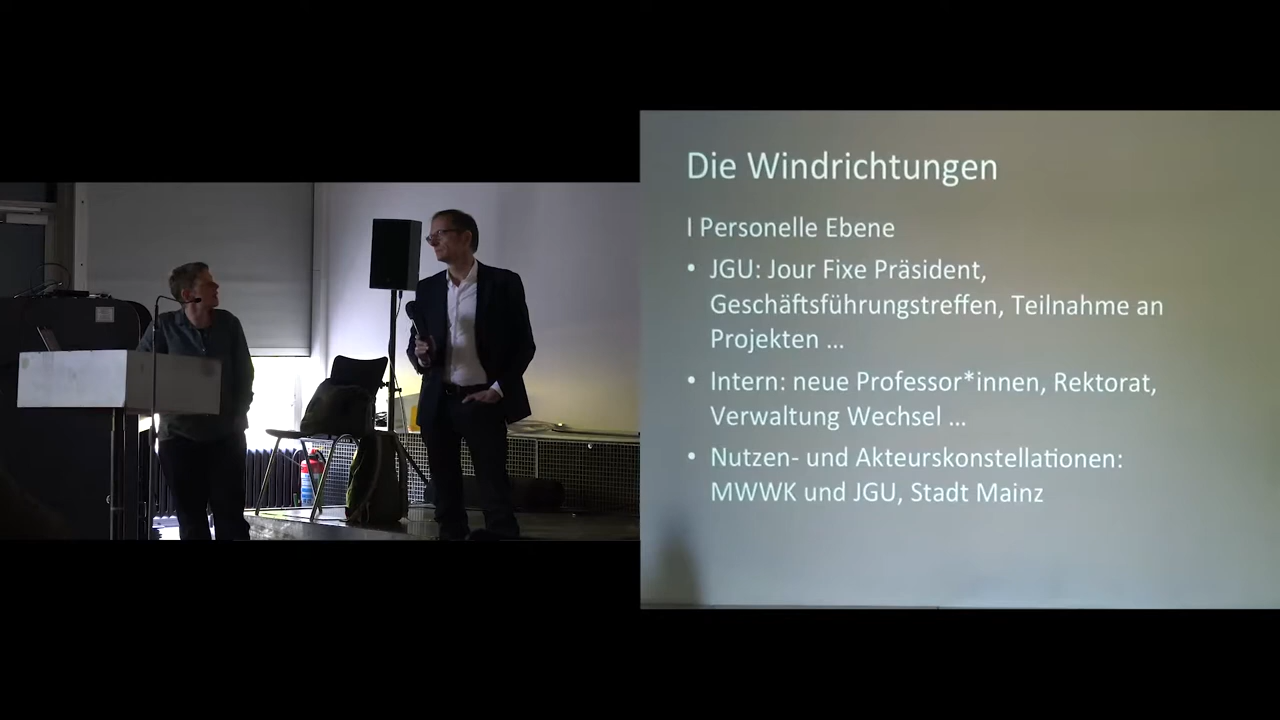 Die Windrichtungen
I Personelle Ebene
• JGU: Jour Fixe Präsident,
Geschäftsführungstreffen, Teilnahme an
Projekten ...
• Intern: neue Professor*innen, Rektorat,
Verwaltung Wechsel ...
• Nutzen- und Akteurskonstellationen:
MWWK und JGU, Stadt Mainz